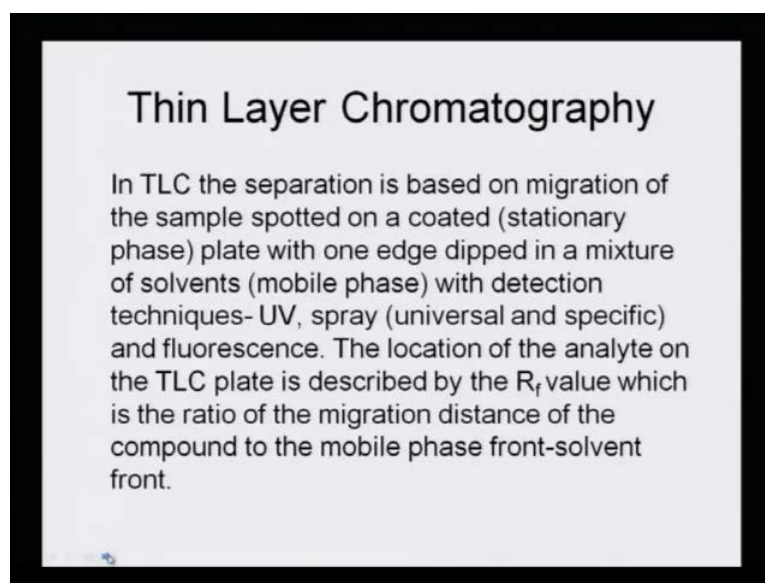 Thin Layer Chromatography
In TLC the separation is based on migration of
the sample spotted on a coated (stationary
phase) plate with one edge dipped in a mixture
of solvents (mobile phase) with detection
techniques- UV, spray (universal and specific)
and fluorescence. The location of the analyte on
the TLC plate is described by the Rf value which
is the ratio of the migration distance of the
compound to the mobile phase front-solvent
front.